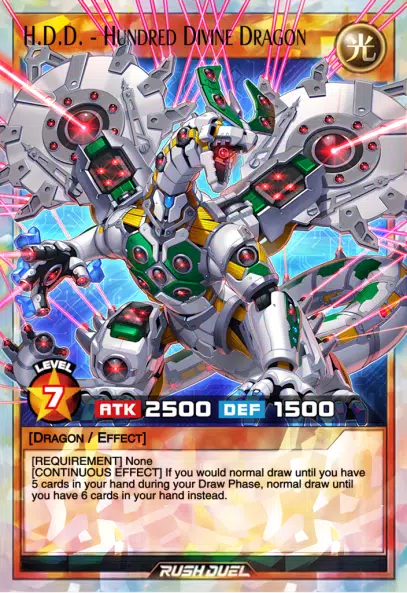 H.D.D. - Hundred Divine Dragon
光
LEVEL
7
ATK 2500 DEF 1500
[Dragon / Effect]
[REQUIREMENT] None
[CONTINUOUS EFFECT] If you would normal draw until you have
5 cards in your hand during your Draw Phase, normal draw until
you have 6 cards in your hand instead.
RUSH DUEL